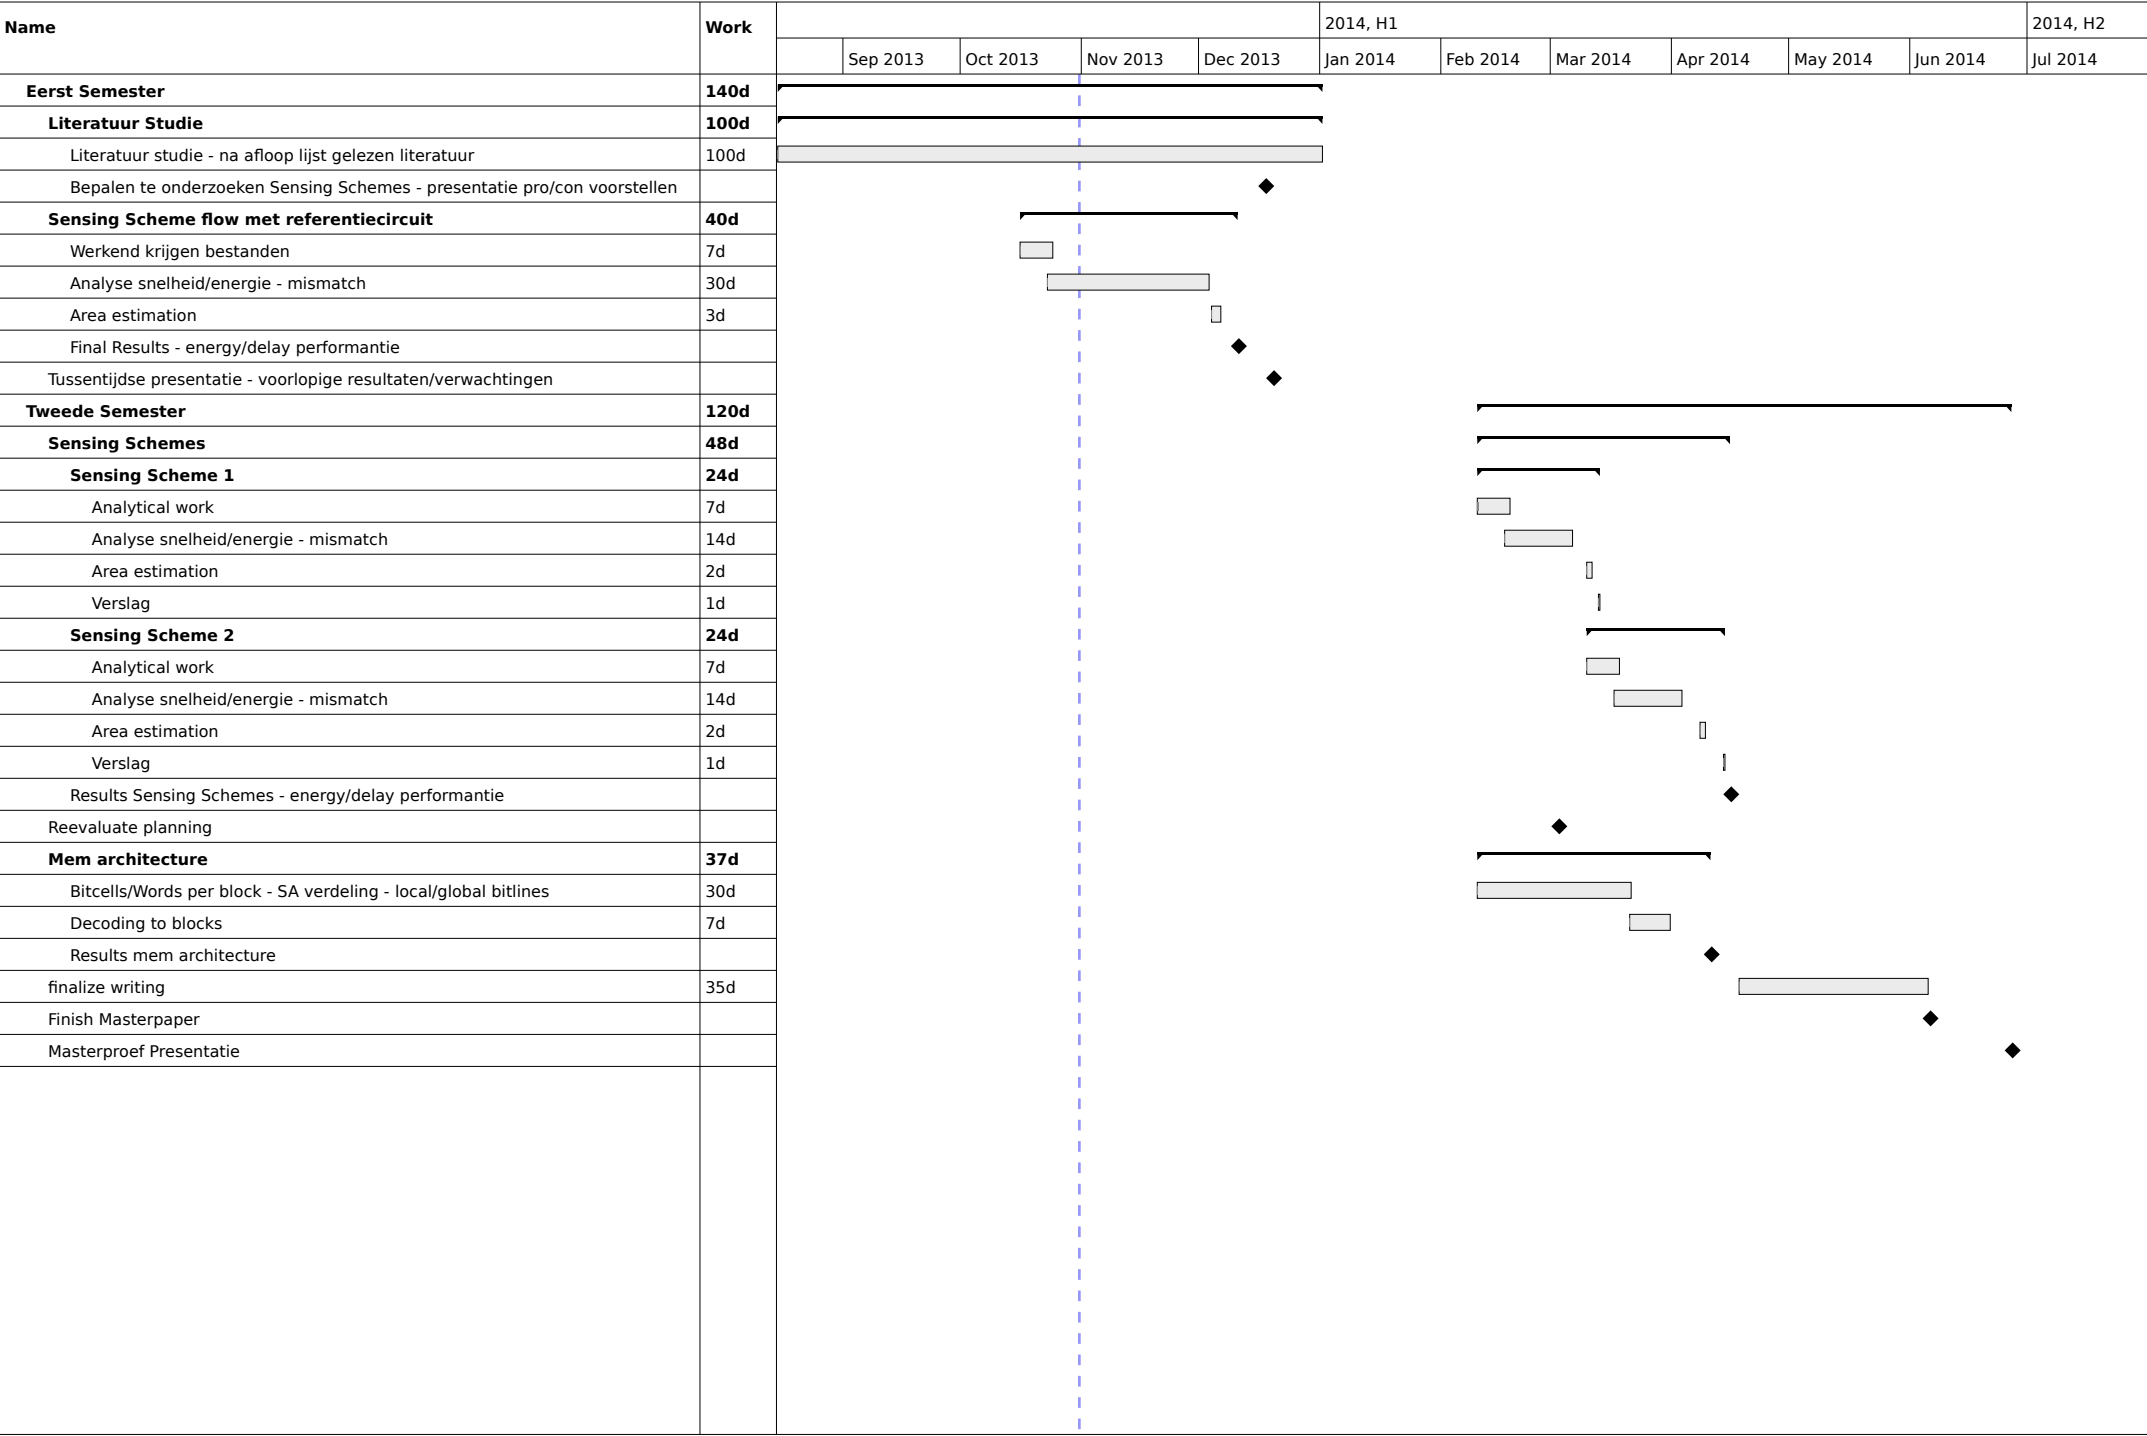 Name Work 2014, H1 2014, H2
Sep 2013 Oct 2013 Nov 2013 Dec 2013 Jan 2014 Feb 2014 Mar 2014 Apr 2014 May 2014 Jun 2014 Jul 2014
Eerst Semester 140d
Literatuur Studie 100d
Literatuur studie - na afloop lijst gelezen literatuur 100d
Bepalen te onderzoeken Sensing Schemes - presentatie pro/con voorstellen
Sensing Scheme flow met referentiecircuit 40d
Werkend krijgen bestanden 7d
Analyse snelheid/energie - mismatch 30d
Area estimation 3d
Final Results - energy/delay performantie
Tussentijdse presentatie - voorlopige resultaten/verwachtingen
Tweede Semester 120d
Sensing Schemes 48d
Sensing Scheme 1 24d
Analytical work 7d
Analyse snelheid/energie - mismatch 14d
Area estimation 2d
Verslag 1d
Sensing Scheme 2 24d
Analytical work 7d
Analyse snelheid/energie - mismatch 14d
Area estimation 2d
Verslag 1d
Results Sensing Schemes - energy/delay performantie
Reevaluate planning
Mem architecture 37d
Bitcells/Words per block - SA verdeling - local/global bitlines 30d
Decoding to blocks 7d
Results mem architecture
finalize writing 35d
Finish Masterpaper
Masterproef Presentatie